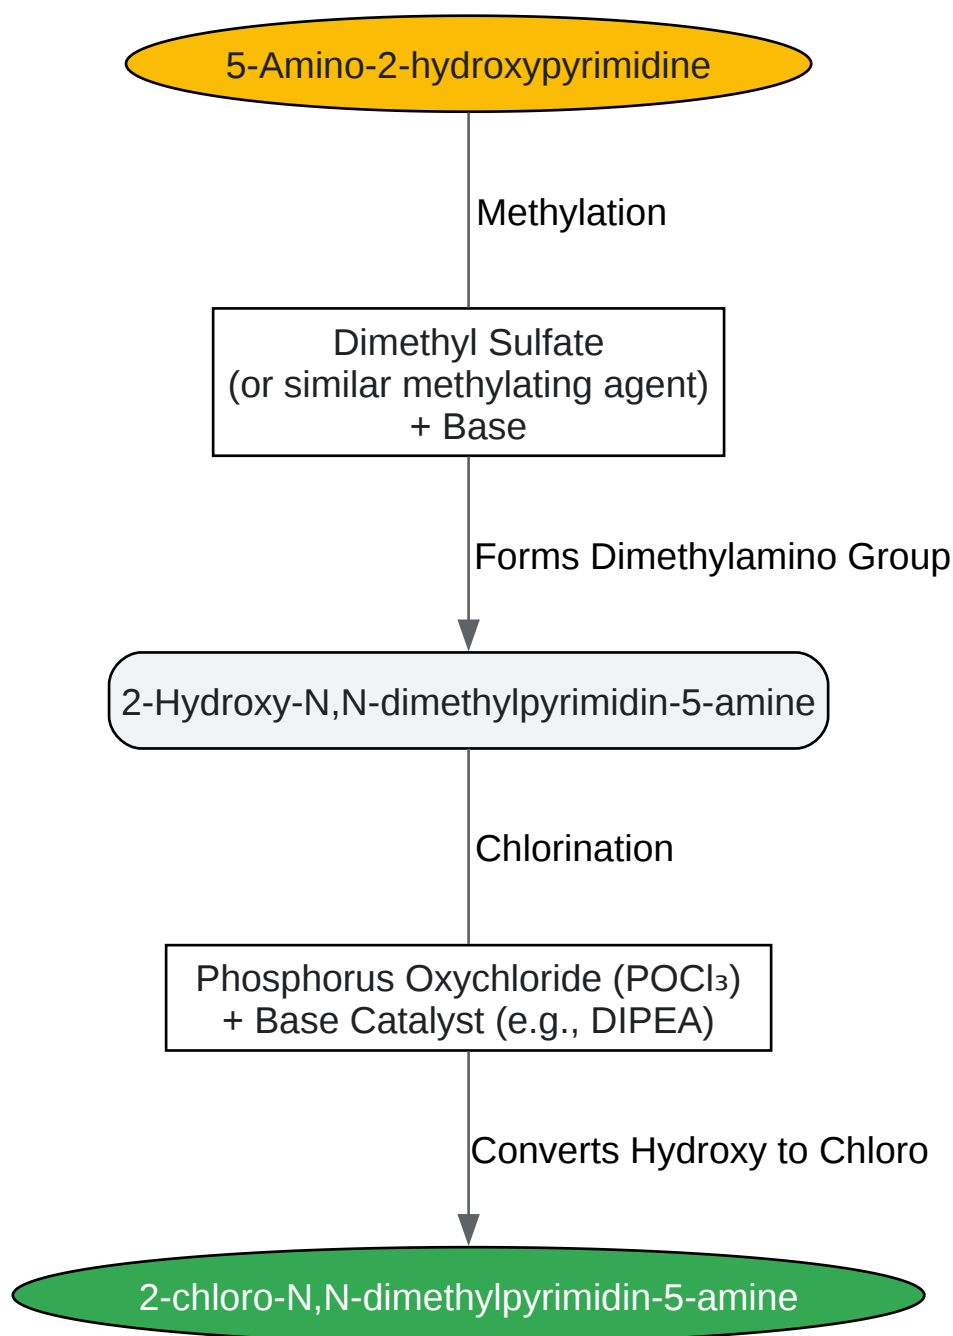 5-Amino-2-hydroxypyrimidine
Methylation
Dimethyl Sulfate
(or similar methylating agent)
+ Base
Forms Dimethylamino Group
2-Hydroxy-N,N-dimethylpyrimidin-5-amine
Chlorination
Phosphorus Oxychloride (POCl₃)
+ Base Catalyst (e.g., DIPEA)
Converts Hydroxy to Chloro
2-chloro-N,N-dimethylpyrimidin-5-amine